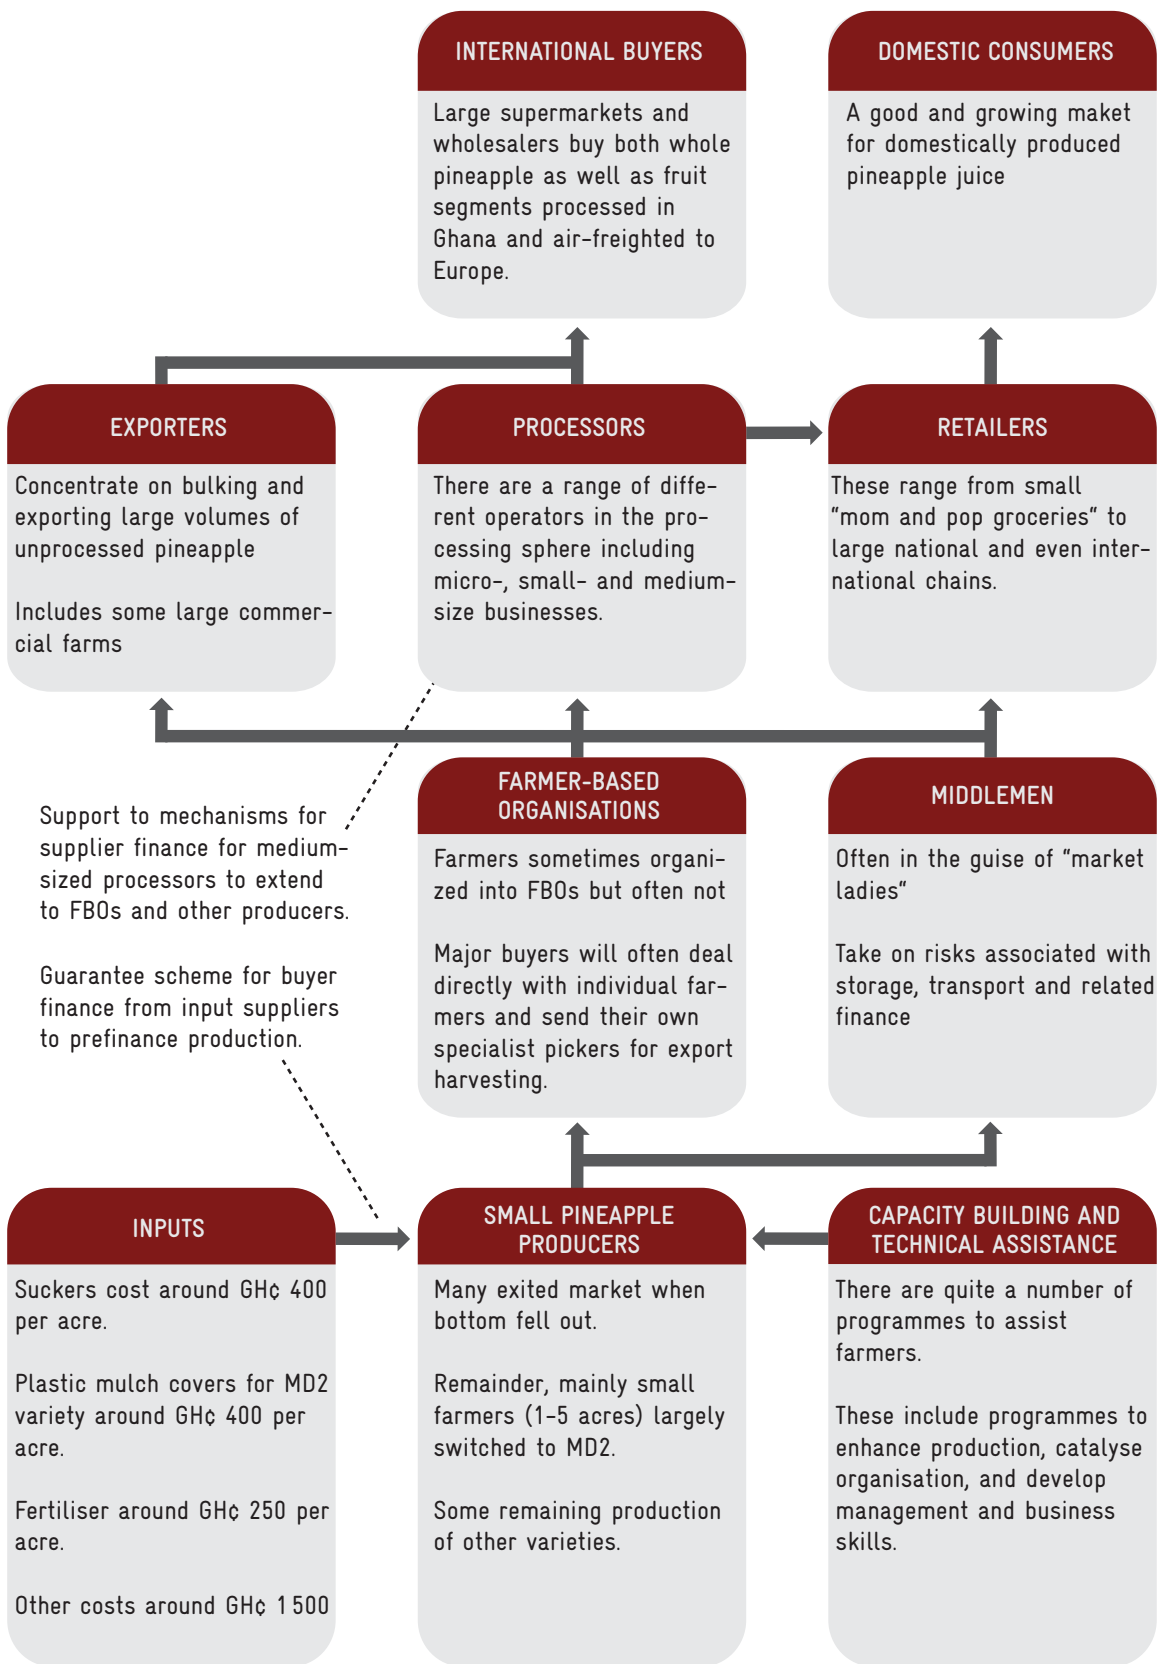 INTERNATIONAL BUYERS
Large supermarkets and
wholesalers buy both whole
pineapple as well as fruit
segments processed in
Ghana and air-freighted to
Europe.
DOMESTIC CONSUMERS
A good and growing maket
for domestically produced
pineapple juice
EXPORTERS
Concentrate on bulking and
exporting large volumes of
unprocessed pineapple
Includes some large commer-
cial farms
PROCESSORS
There are a range of diffe-
rent operators in the pro-
cessing sphere including
micro-, small- and medium-
size businesses.
RETAILERS
These range from small
"mom and pop groceries" to
large national and even inter-
national chains.
Support to mechanisms for
supplier finance for medium-
sized processors to extend
to FBOs and other producers.
Guarantee scheme for buyer
finance from input suppliers
to prefinance production.
FARMER-BASED
ORGANISATIONS
Farmers sometimes organi-
zed into FBOs but often not
Major buyers will often deal
directly with individual far-
mers and send their own
specialist pickers for export
harvesting.
MIDDLEMEN
Often in the guise of "market
ladies"
Take on risks associated with
storage, transport and related
finance
INPUTS
Suckers cost around GH¢ 400
per acre.
Plastic mulch covers for MD2
variety around GH¢ 400 per
acre.
Fertiliser around GH¢ 250 per
acre.
Other costs around GH¢ 1 500
SMALL PINEAPPLE
PRODUCERS
Many exited market when
bottom fell out.
Remainder, mainly small
farmers (1-5 acres) largely
switched to MD2.
Some remaining production
of other varieties.
CAPACITY BUILDING AND
TECHNICAL ASSISTANCE
There are quite a number of
programmes to assist
farmers.
These include programmes to
enhance production, catalyse
organisation, and develop
management and business
skills.